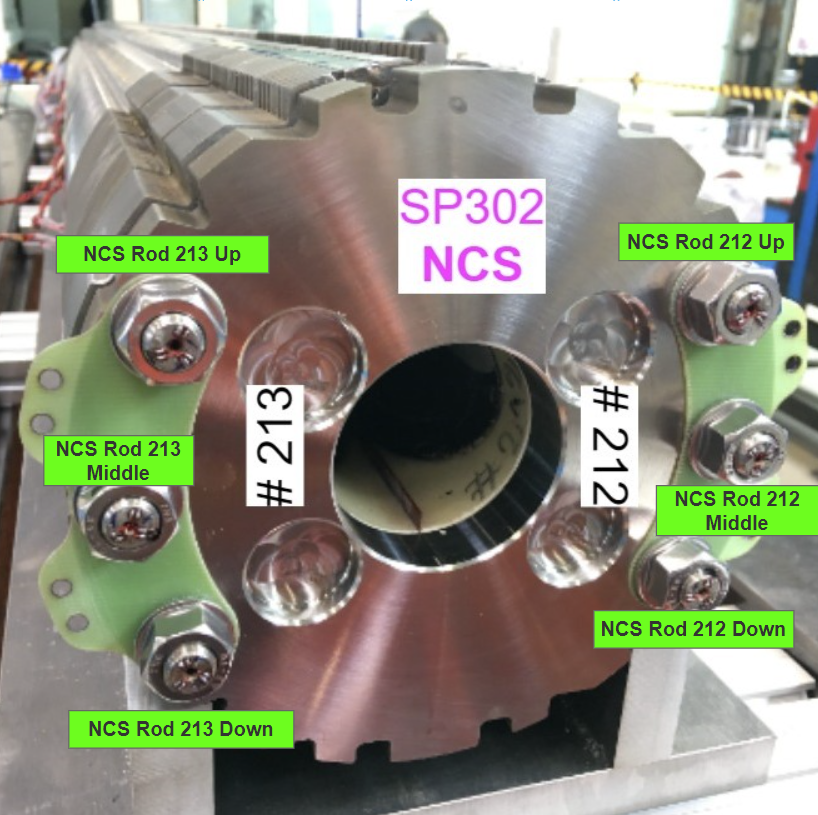 SP302
NCS
NCS Rod 213 Up
NCS Rod 212 Up
# 213
# 212
NCS Rod 213
Middle
NCS Rod 212
Middle
NCS Rod 212 Down
NCS Rod 213 Down